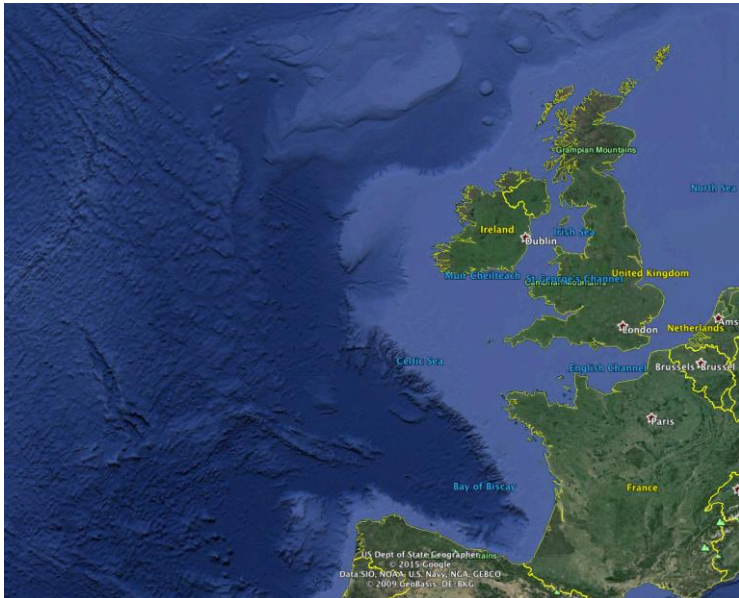 Grampian Mountains
North Sea
Ireland
Irish Sea
Dublin
Muir Cheilteach
St George's Channel
United Kingdom
Cambrian Mountains
London
Netherlands
Ams
Celtic Sea
English Channel
Brussels - Brussel
Paris
Bay of Biscay
France
US Dept of State Geographer
© 2015 Google
Data SIO, NOAA, U.S. Navy, NGA, GEBCO
© 2009 GeoBasis-DE/BKG